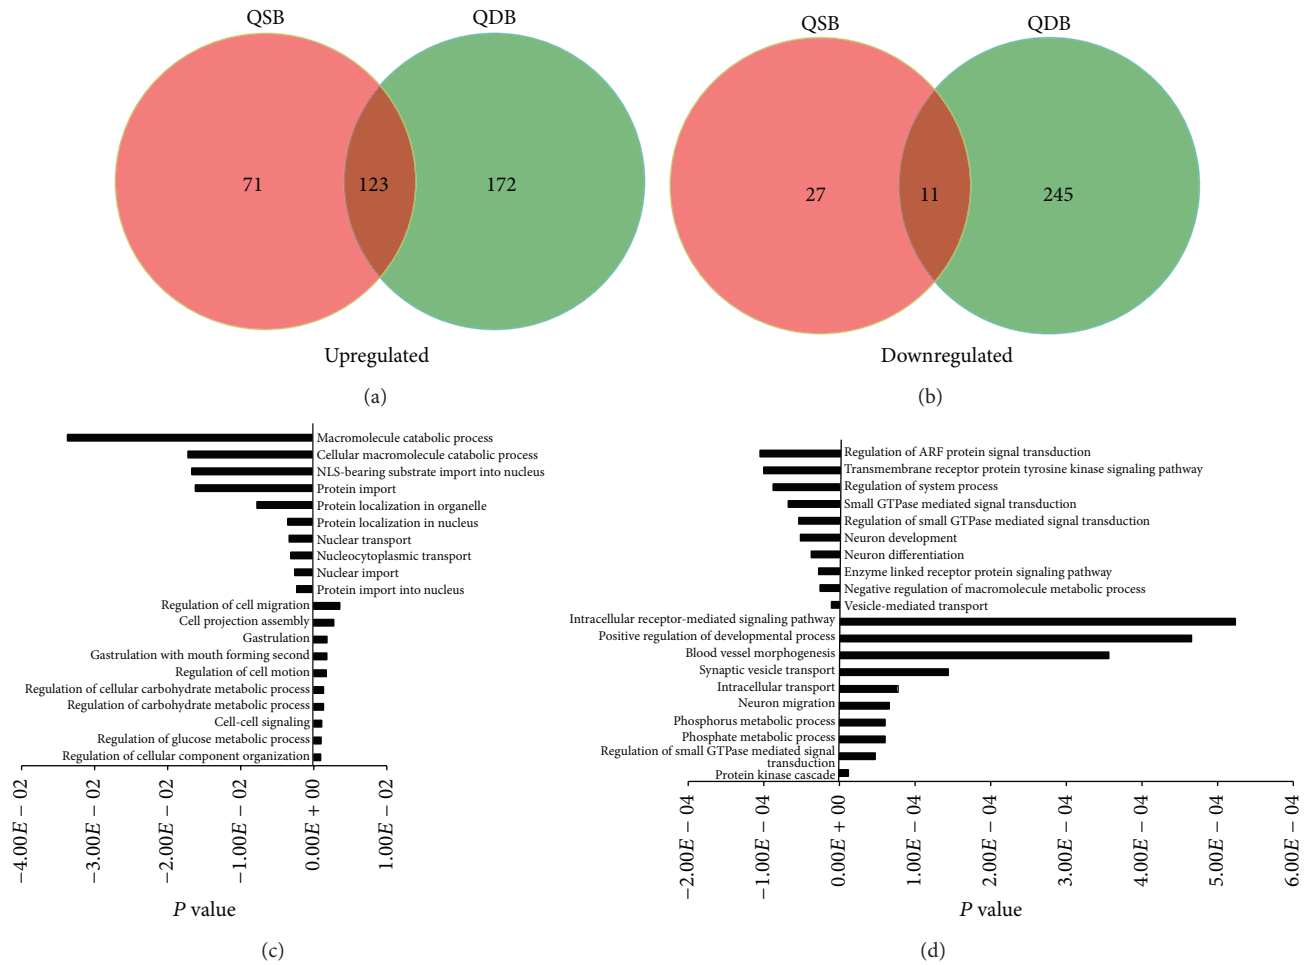 QSB
QDB
71
123
172
Upregulated
(a)
QSB
QDB
27
11
245
Downregulated
(b)
Macromolecule catabolic process
Cellular macromolecule catabolic process
NLS-bearing substrate import into nucleus
Protein import
Protein localization in organelle
Protein localization in nucleus
Nuclear transport
Nucleocytoplasmic transport
Nuclear import
Protein import into nucleus
Regulation of cell migration
Cell projection assembly
Gastrulation
Gastrulation with mouth forming second
Regulation of cell motion
Regulation of cellular carbohydrate metabolic process
Regulation of carbohydrate metabolic process
Cell-cell signaling
Regulation of glucose metabolic process
Regulation of cellular component organization
−4.00E − 02
−3.00E − 02
−2.00E − 02
−1.00E − 02
0.00E + 00
1.00E − 02
P value
(c)
Regulation of ARF protein signal transduction
Transmembrane receptor protein tyrosine kinase signaling pathway
Regulation of system process
Small GTPase mediated signal transduction
Regulation of small GTPase mediated signal transduction
Neuron development
Neuron differentiation
Enzyme linked receptor protein signaling pathway
Negative regulation of macromolecule metabolic process
Vesicle-mediated transport
Intracellular receptor-mediated signaling pathway
Positive regulation of developmental process
Blood vessel morphogenesis
Synaptic vesicle transport
Intracellular transport
Neuron migration
Phosphorus metabolic process
Phosphate metabolic process
Regulation of small GTPase mediated signal
transduction
Protein kinase cascade
−2.00E − 04
−1.00E − 04
0.00E + 00
1.00E − 04
2.00E − 04
3.00E − 04
4.00E − 04
5.00E − 04
6.00E − 04
P value
(d)